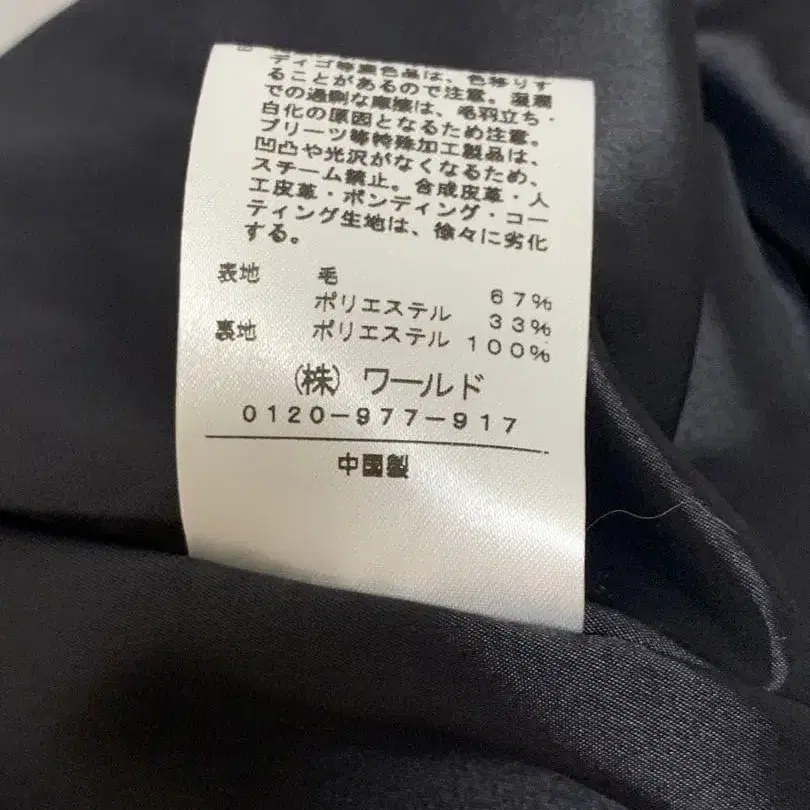 ディゴ等濃色品は、色移りす
ることがあるので注意。湿潤
での過剰な摩擦は、毛羽立ち・
白化の原因となるため注意。
プリーツ等特殊加工製品は、
凹凸や光沢がなくなるため、
スチーム禁止。合成皮革・人
工皮革・ボンディング・コー
ティング生地は、徐々に劣化
する。
表地 毛 67%
ポリエステル 33%
裏地 ポリエステル 100%
(株) ワールド
0120-977-917
中国製